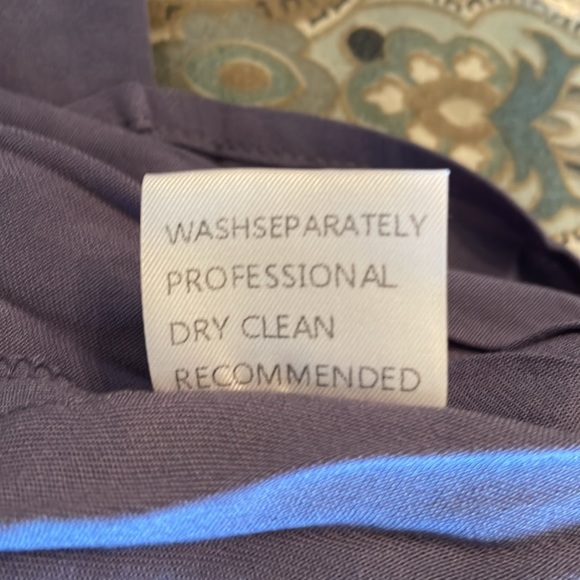 WASHSEPARATELY
PROFESSIONAL
DRY CLEAN
RECOMMENDED